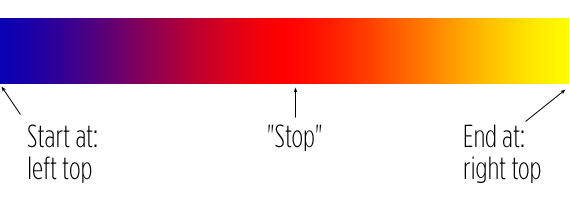 Start at:
left top
"Stop"
End at:
right top